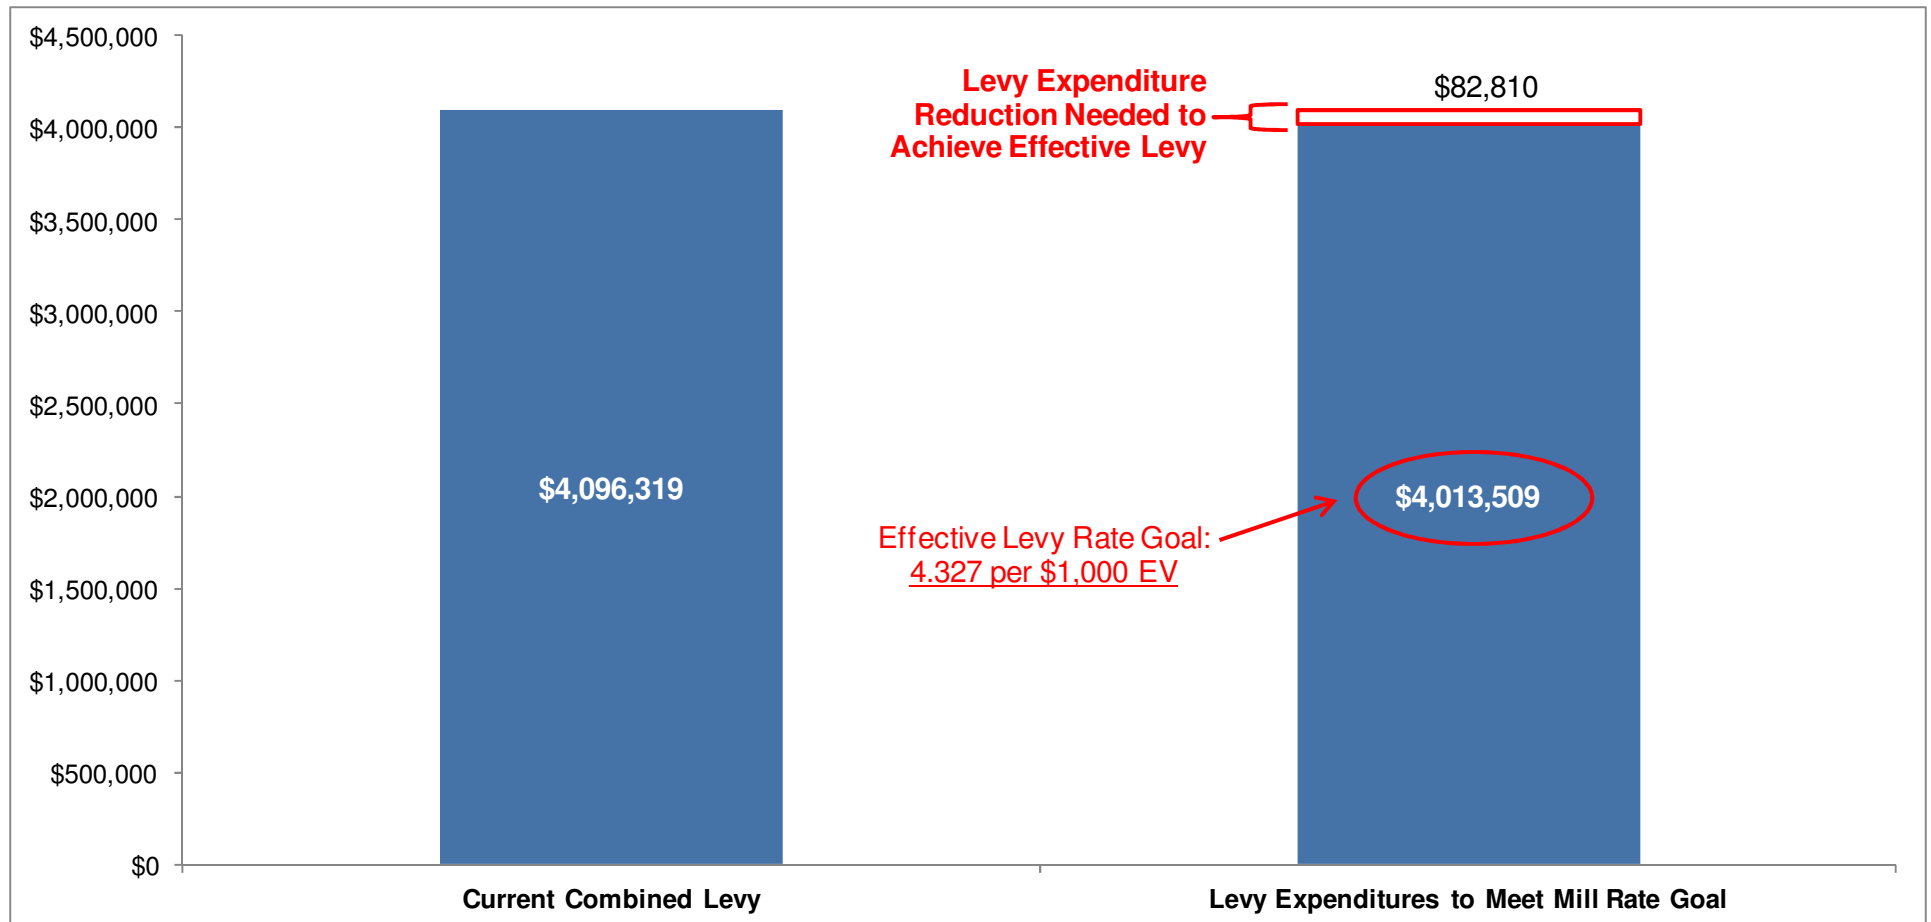 $4,500,000
$4,000,000
$3,500,000
$3,000,000
$2,500,000
$2,000,000
$1,500,000
$1,000,000
$500,000
$0
Levy Expenditure
Reduction Needed to
Achieve Effective Levy
$82,810
$4,096,319
$4,013,509
Effective Levy Rate Goal:
4.327 per $1,000 EV
Current Combined Levy
Levy Expenditures to Meet Mill Rate Goal